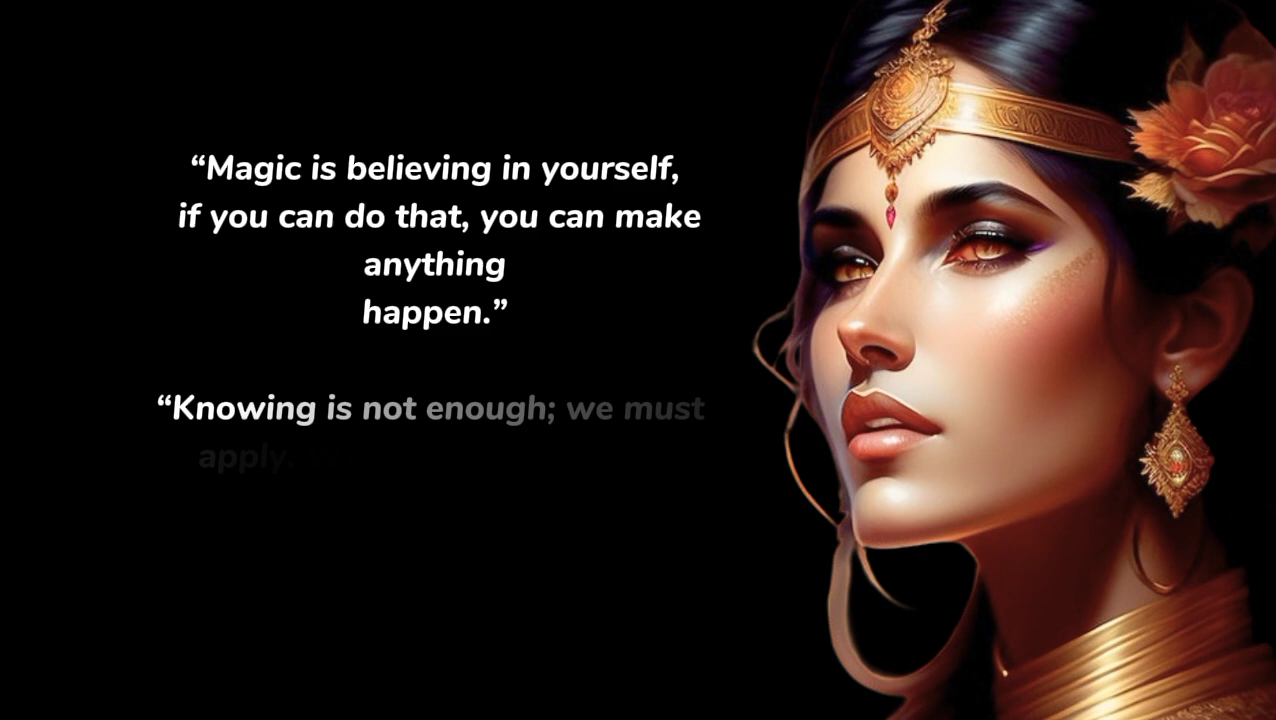 “Magic is believing in yourself,
if you can do that, you can make
anything
happen.”
“Knowing is not enough; we must
apply.